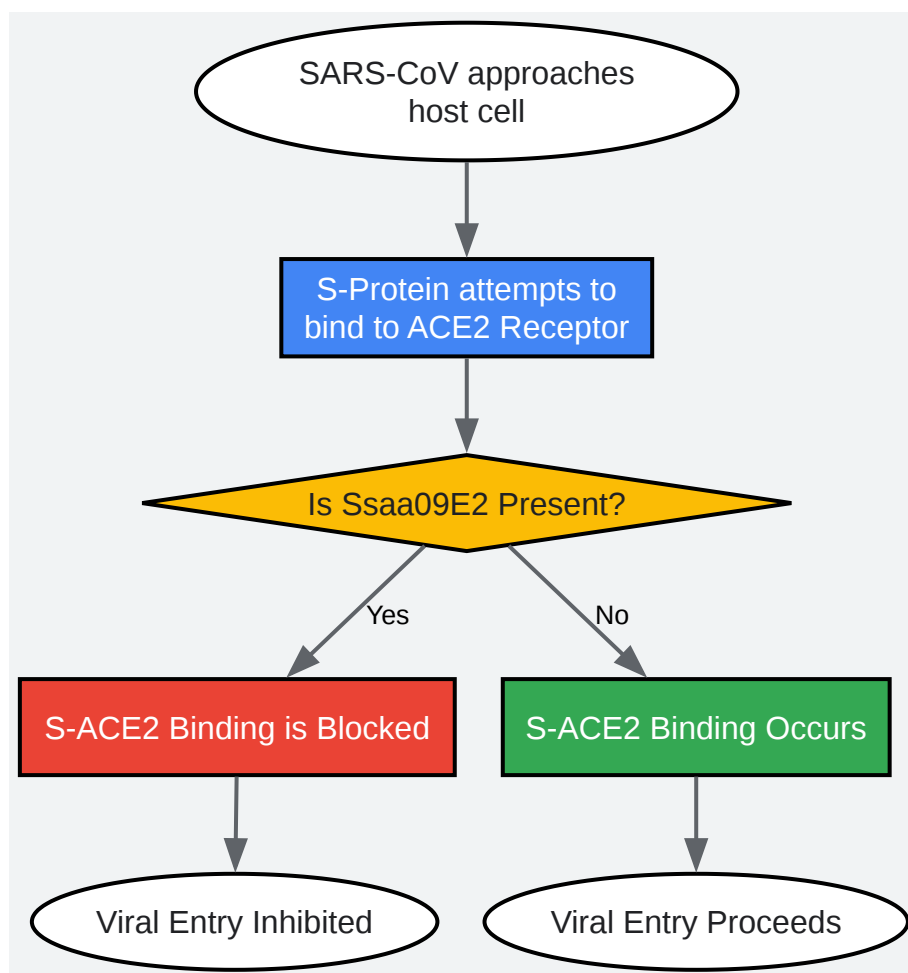 SARS-CoV approaches
host cell
S-Protein attempts to
bind to ACE2 Receptor
Is Ssaa09E2 Present?
Yes
No
S-ACE2 Binding is Blocked
S-ACE2 Binding Occurs
Viral Entry Inhibited
Viral Entry Proceeds